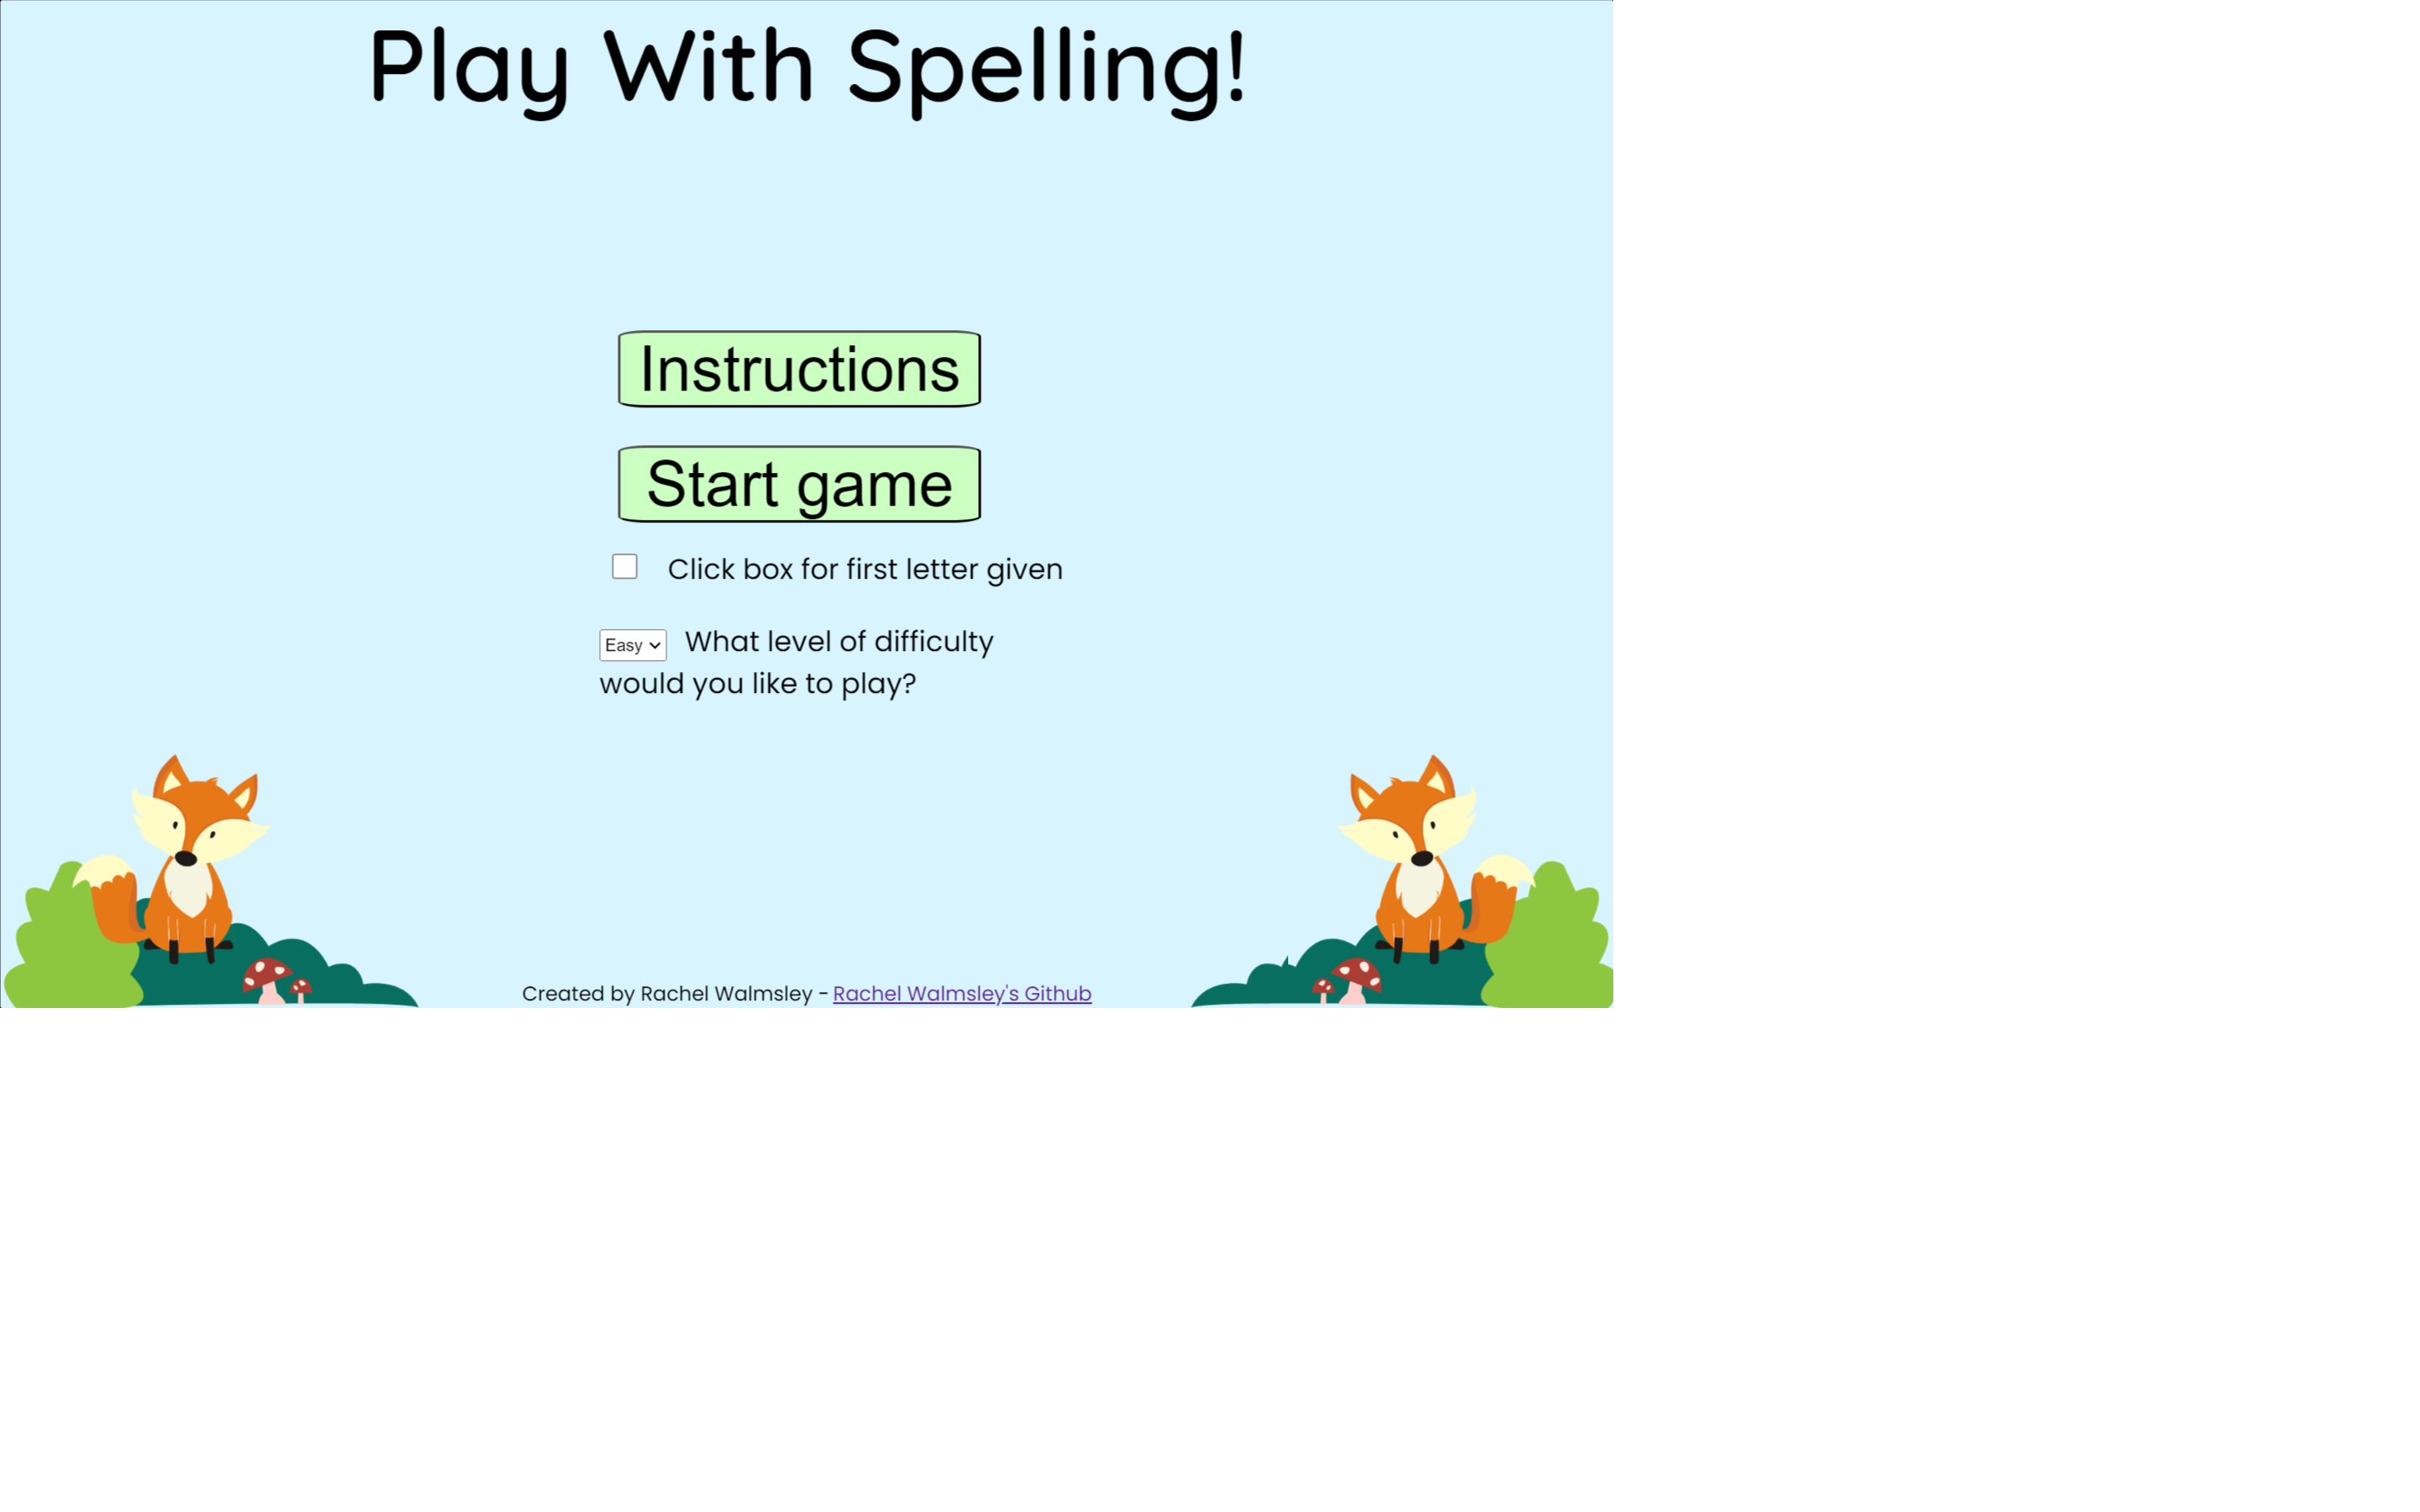 Play With Spelling!
Instructions
Start game
Click box for first letter given
Easy What level of difficulty
would you like to play?
Created by Rachel Walmsley - Rachel Walmsley's Github